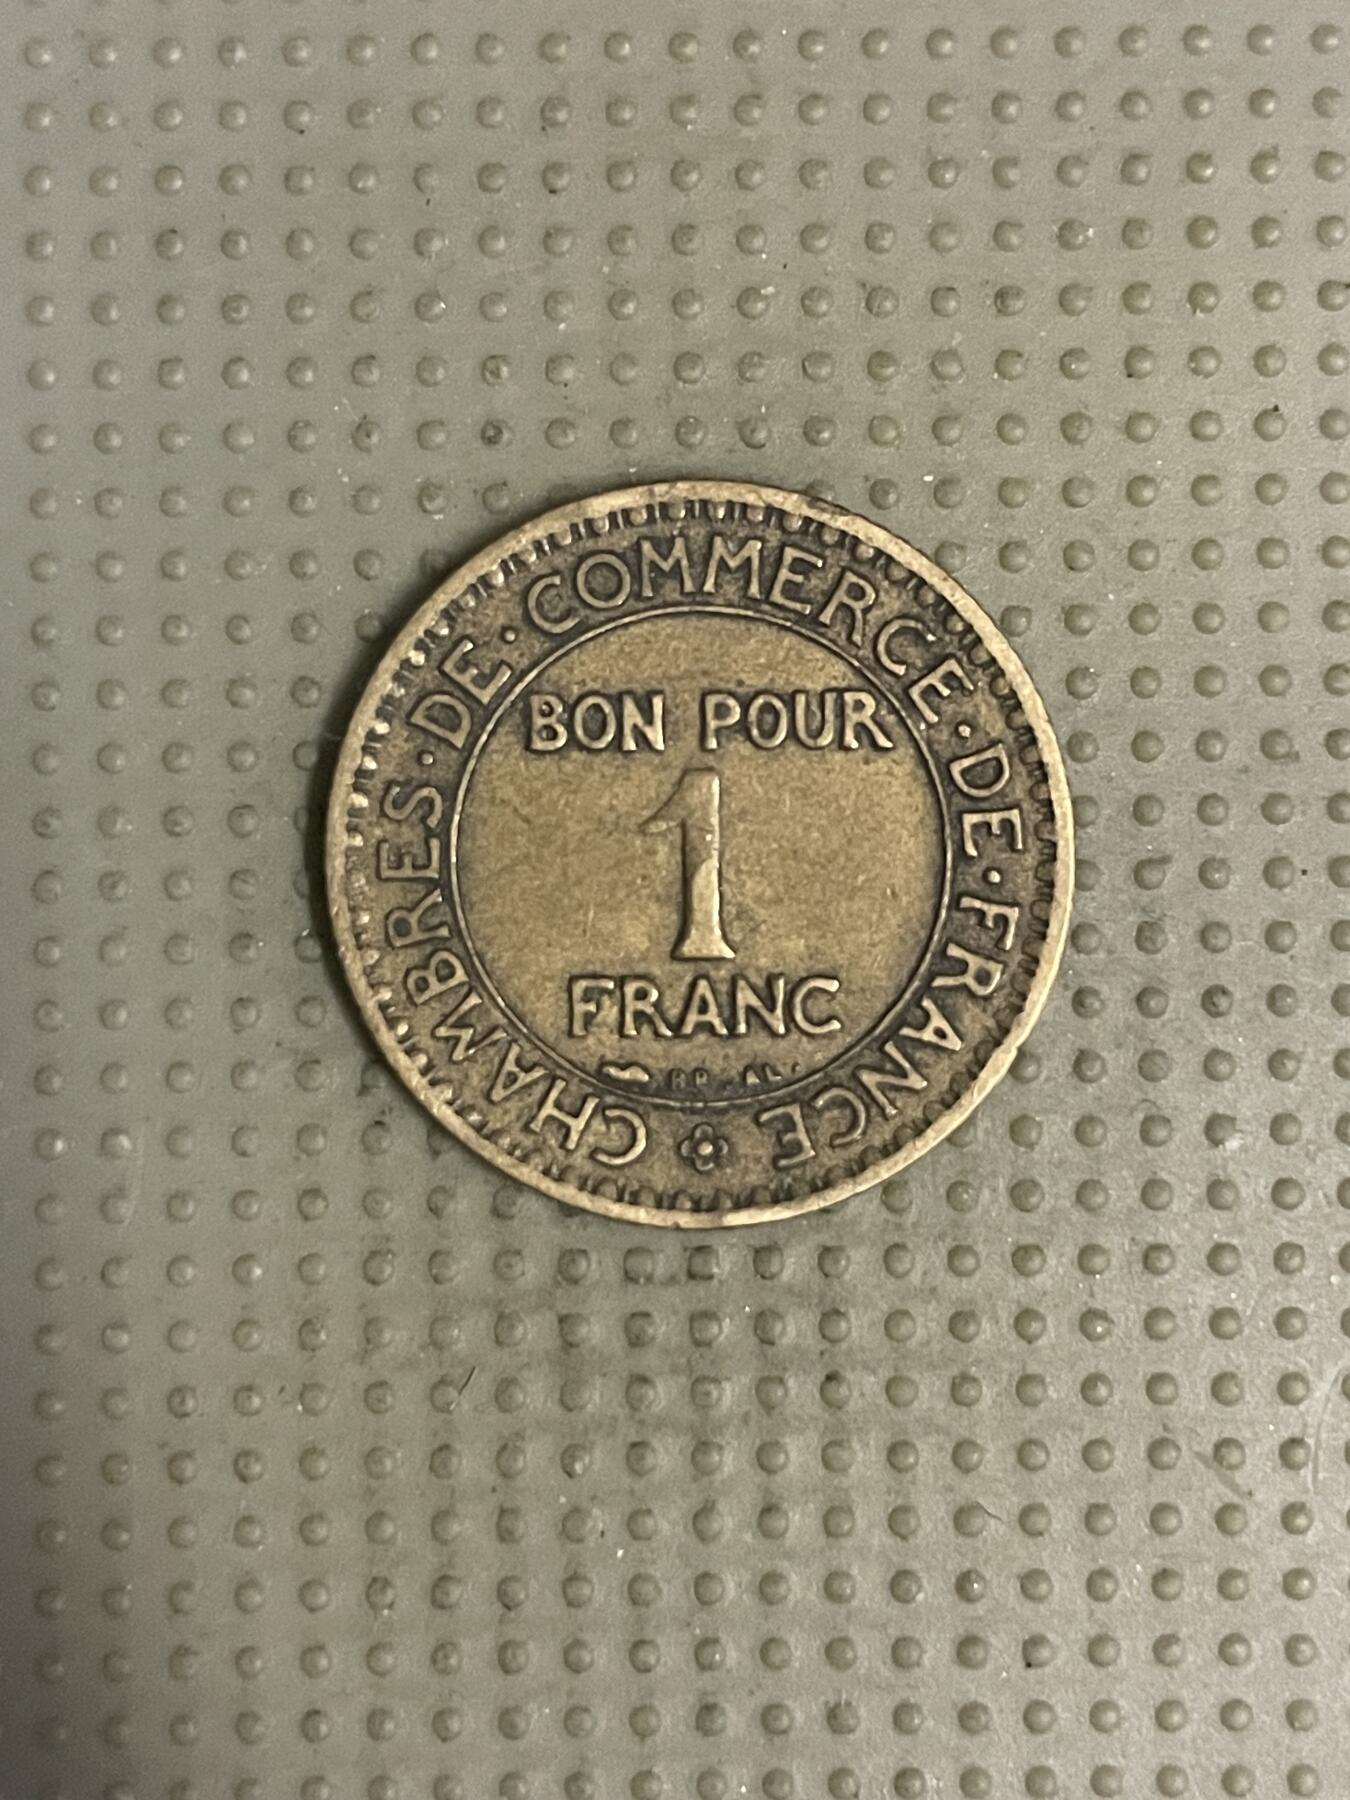 CHAMBRES · DE · COMMERCE · DE · FRANCE
BON POUR
1
FRANC